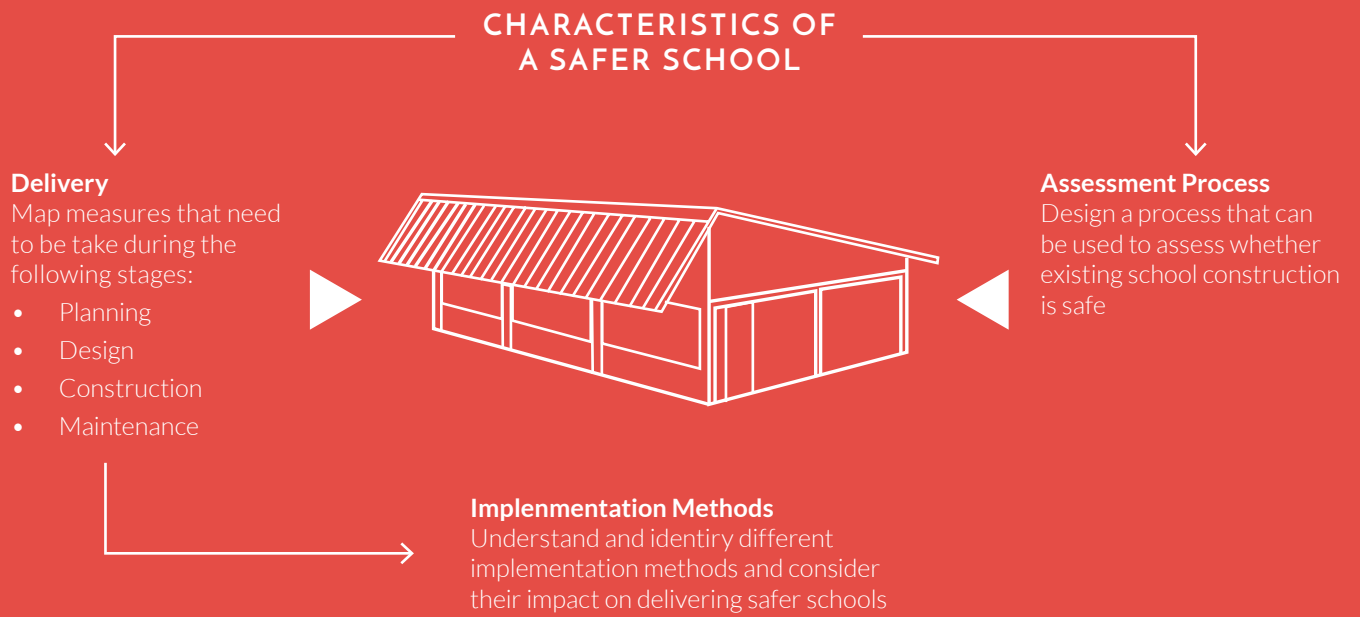 CHARACTERISTICS OF
A SAFER SCHOOL
Delivery
Map measures that need
to be take during the
following stages:
• Planning
• Design
• Construction
• Maintenance
Assessment Process
Design a process that can
be used to assess whether
existing school construction
is safe
Implenmentation Methods
Understand and identiry different
implementation methods and consider
their impact on delivering safer schools